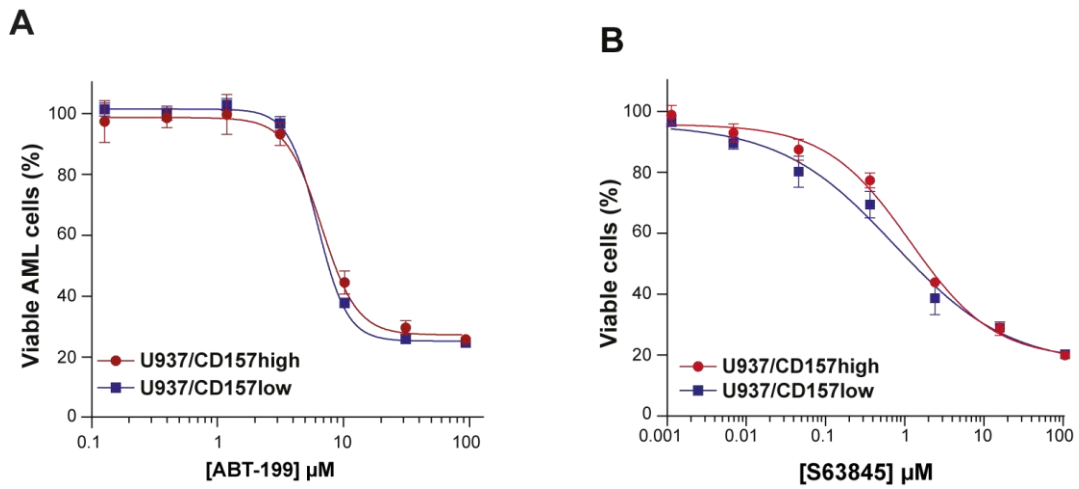 A
Viable AML cells (%)
100
80
60
40
20
0
U937/CD157high
U937/CD157low
0.1
1
10
100
[ABT-199] µM
B
Viable cells (%)
100
80
60
40
20
0
U937/CD157high
U937/CD157low
0.001
0.01
0.1
1
10
100
[S63845] µM